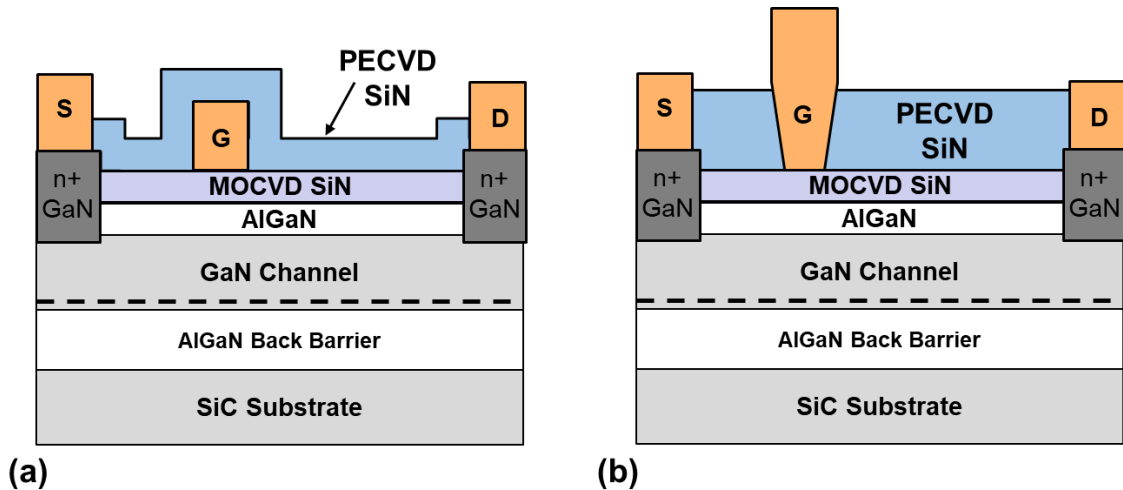 PECVD
SiN
S
G
D
n+
GaN
MOCVD SiN
n+
GaN
AlGaN
GaN Channel
AlGaN Back Barrier
SiC Substrate
(a)
S
G
PECVD
SiN
D
n+
GaN
MOCVD SiN
n+
GaN
AlGaN
GaN Channel
AlGaN Back Barrier
SiC Substrate
(b)